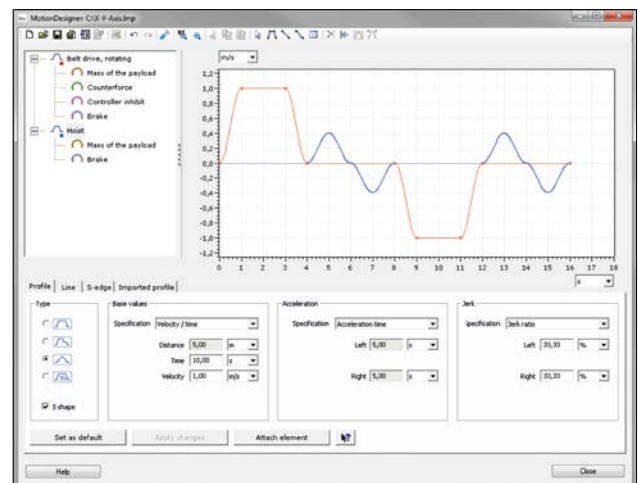 MotionDesigner: C:\X-Y-Axis.lmp
Belt drive, rotating
Mass of the payload
Counterforce
Controller inhibit
Brake
Hoist
Mass of the payload
Brake
m/s
1,2
1,0
0,8
0,6
0,4
0,2
0,0
-0,2
-0,4
-0,6
-0,8
-1,0
-1,2
0 1 2 3 4 5 6 7 8 9 10 11 12 13 14 15 16 17 18
s
Profile Line S-edge Imported profile
Type
S shape
Base values
Specification Velocity / time
Distance 5,00 m
Time 10,00 s
Velocity 1,00 m/s
Acceleration
Specification Acceleration time
Left 5,00 s
Right 5,00 s
Jerk
Specification Jerk ratio
Left 33,33 %
Right 33,33 %
Set as default Apply changes Attach element
Help Close